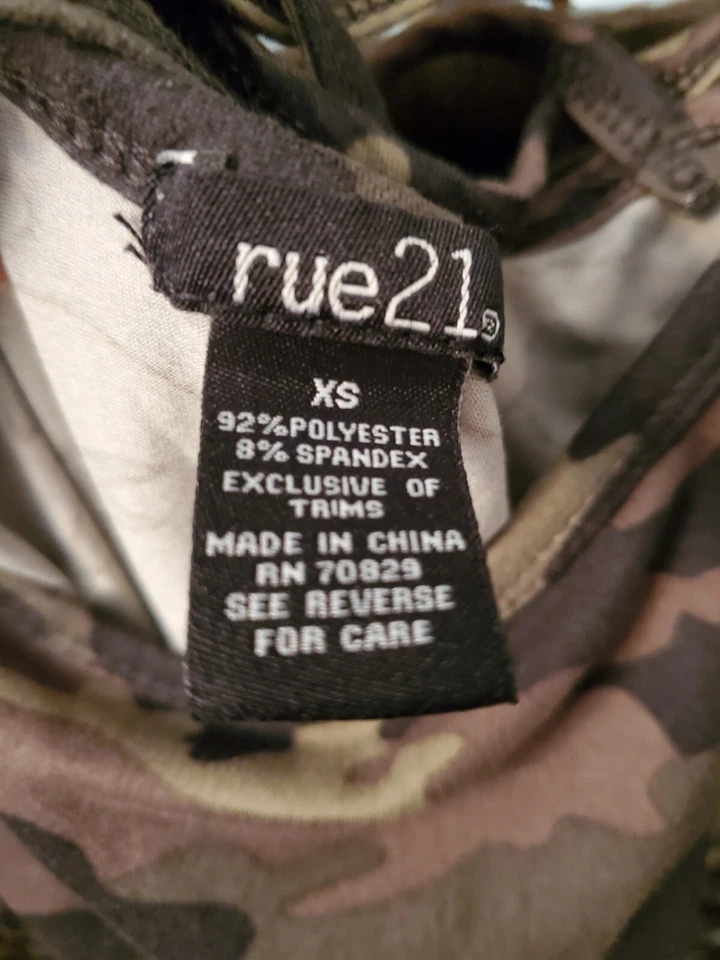 rue21®
XS
92%POLYESTER
8% SPANDEX
EXCLUSIVE OF
TRIMS
MADE IN CHINA
RN 70829
SEE REVERSE
FOR CARE